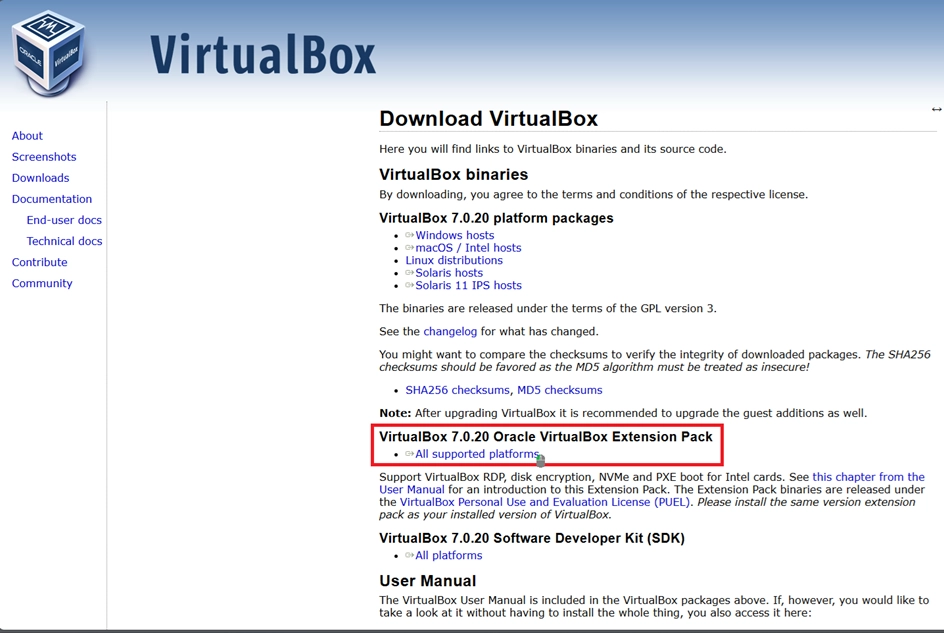 ORACLE
VirtualBox
VirtualBox
About
Screenshots
Downloads
Documentation
End-user docs
Technical docs
Contribute
Community
Download VirtualBox
Here you will find links to VirtualBox binaries and its source code.
VirtualBox binaries
By downloading, you agree to the terms and conditions of the respective license.
VirtualBox 7.0.20 platform packages
Windows hosts
macOS / Intel hosts
Linux distributions
Solaris hosts
Solaris 11 IPS hosts
The binaries are released under the terms of the GPL version 3.
See the changelog for what has changed.
You might want to compare the checksums to verify the integrity of downloaded packages. The SHA256
checksums should be favored as the MD5 algorithm must be treated as insecure!
SHA256 checksums, MD5 checksums
Note: After upgrading VirtualBox it is recommended to upgrade the guest additions as well.
VirtualBox 7.0.20 Oracle VirtualBox Extension Pack
All supported platforms
Support VirtualBox RDP, disk encryption, NVMe and PXE boot for Intel cards. See this chapter from the
User Manual for an introduction to this Extension Pack. The Extension Pack binaries are released under
the VirtualBox Personal Use and Evaluation License (PUEL). Please install the same version extension
pack as your installed version of VirtualBox.
VirtualBox 7.0.20 Software Developer Kit (SDK)
All platforms
User Manual
The VirtualBox User Manual is included in the VirtualBox packages above. If, however, you would like to
take a look at it without having to install the whole thing, you also access it here: